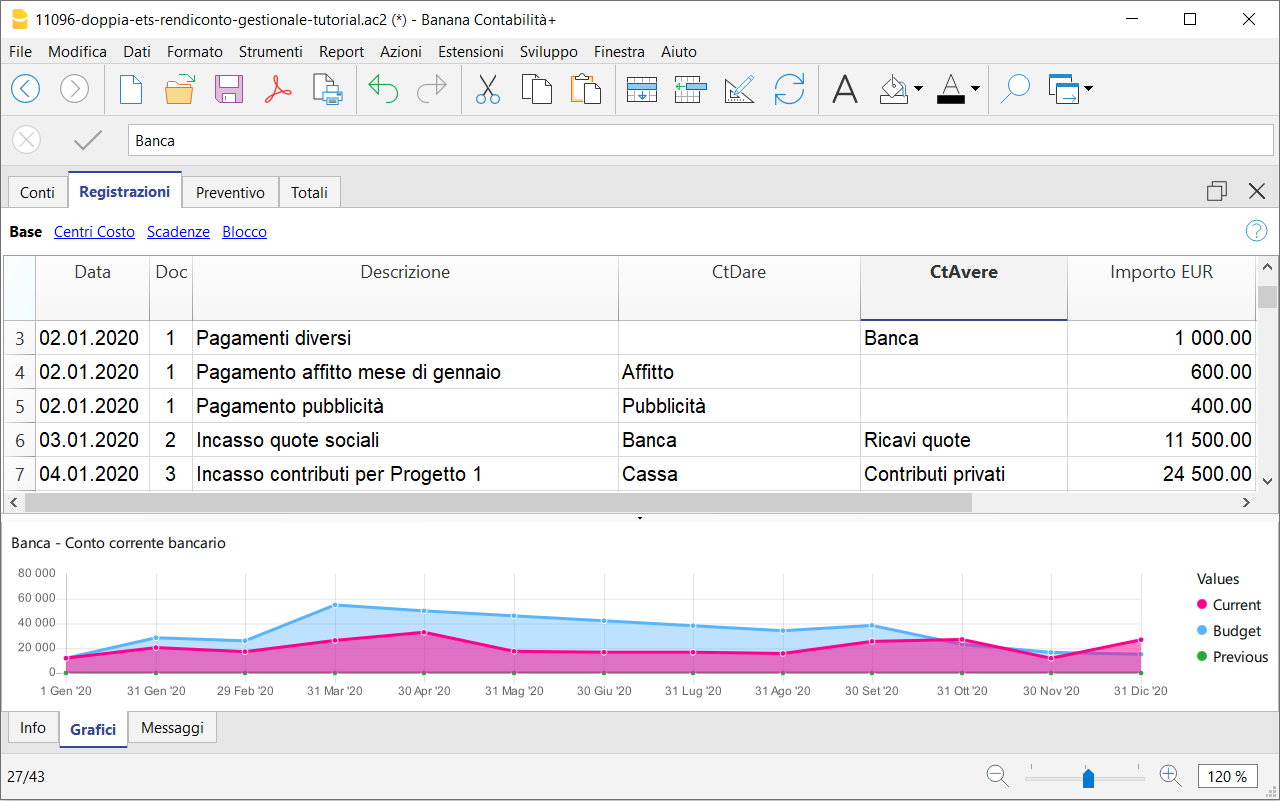 11096-doppia-ets-rendiconto-gestionale-tutorial.ac2 (*) - Banana Contabilità+
File Modifica Dati Formato Strumenti Report Azioni Estensioni Sviluppo Finestra Aiuto
Banca
Conti Registrazioni Preventivo Totali
Base Centri Costo Scadenze Blocco
Data Doc Descrizione CtDare CtAvere Importo EUR
3 02.01.2020 1 Pagamenti diversi Banca 1 000.00
4 02.01.2020 1 Pagamento affitto mese di gennaio Affitto 600.00
5 02.01.2020 1 Pagamento pubblicità Pubblicità 400.00
6 03.01.2020 2 Incasso quote sociali Banca Ricavi quote 11 500.00
7 04.01.2020 3 Incasso contributi per Progetto 1 Cassa Contributi privati 24 500.00
Banca - Conto corrente bancario
80 000
60 000
40 000
20 000
0
1 Gen '20 31 Gen '20 29 Feb '20 31 Mar '20 30 Apr '20 31 Mag '20 30 Giu '20 31 Lug '20 31 Ago '20 30 Set '20 31 Ott '20 30 Nov '20 31 Dic '20
Values
Current
Budget
Previous
Info Grafici Messaggi
27/43 120 %